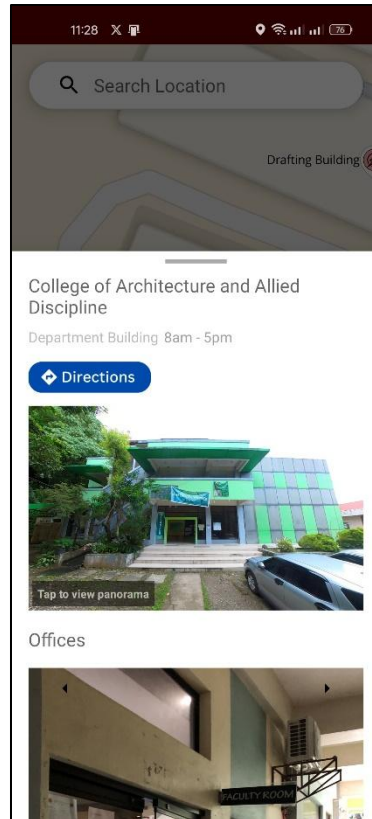 11:28
76
Search Location
Drafting Building
College of Architecture and Allied
Discipline
Department Building 8am - 5pm
Directions
Tap to view panorama
Offices
FACULTY ROOM